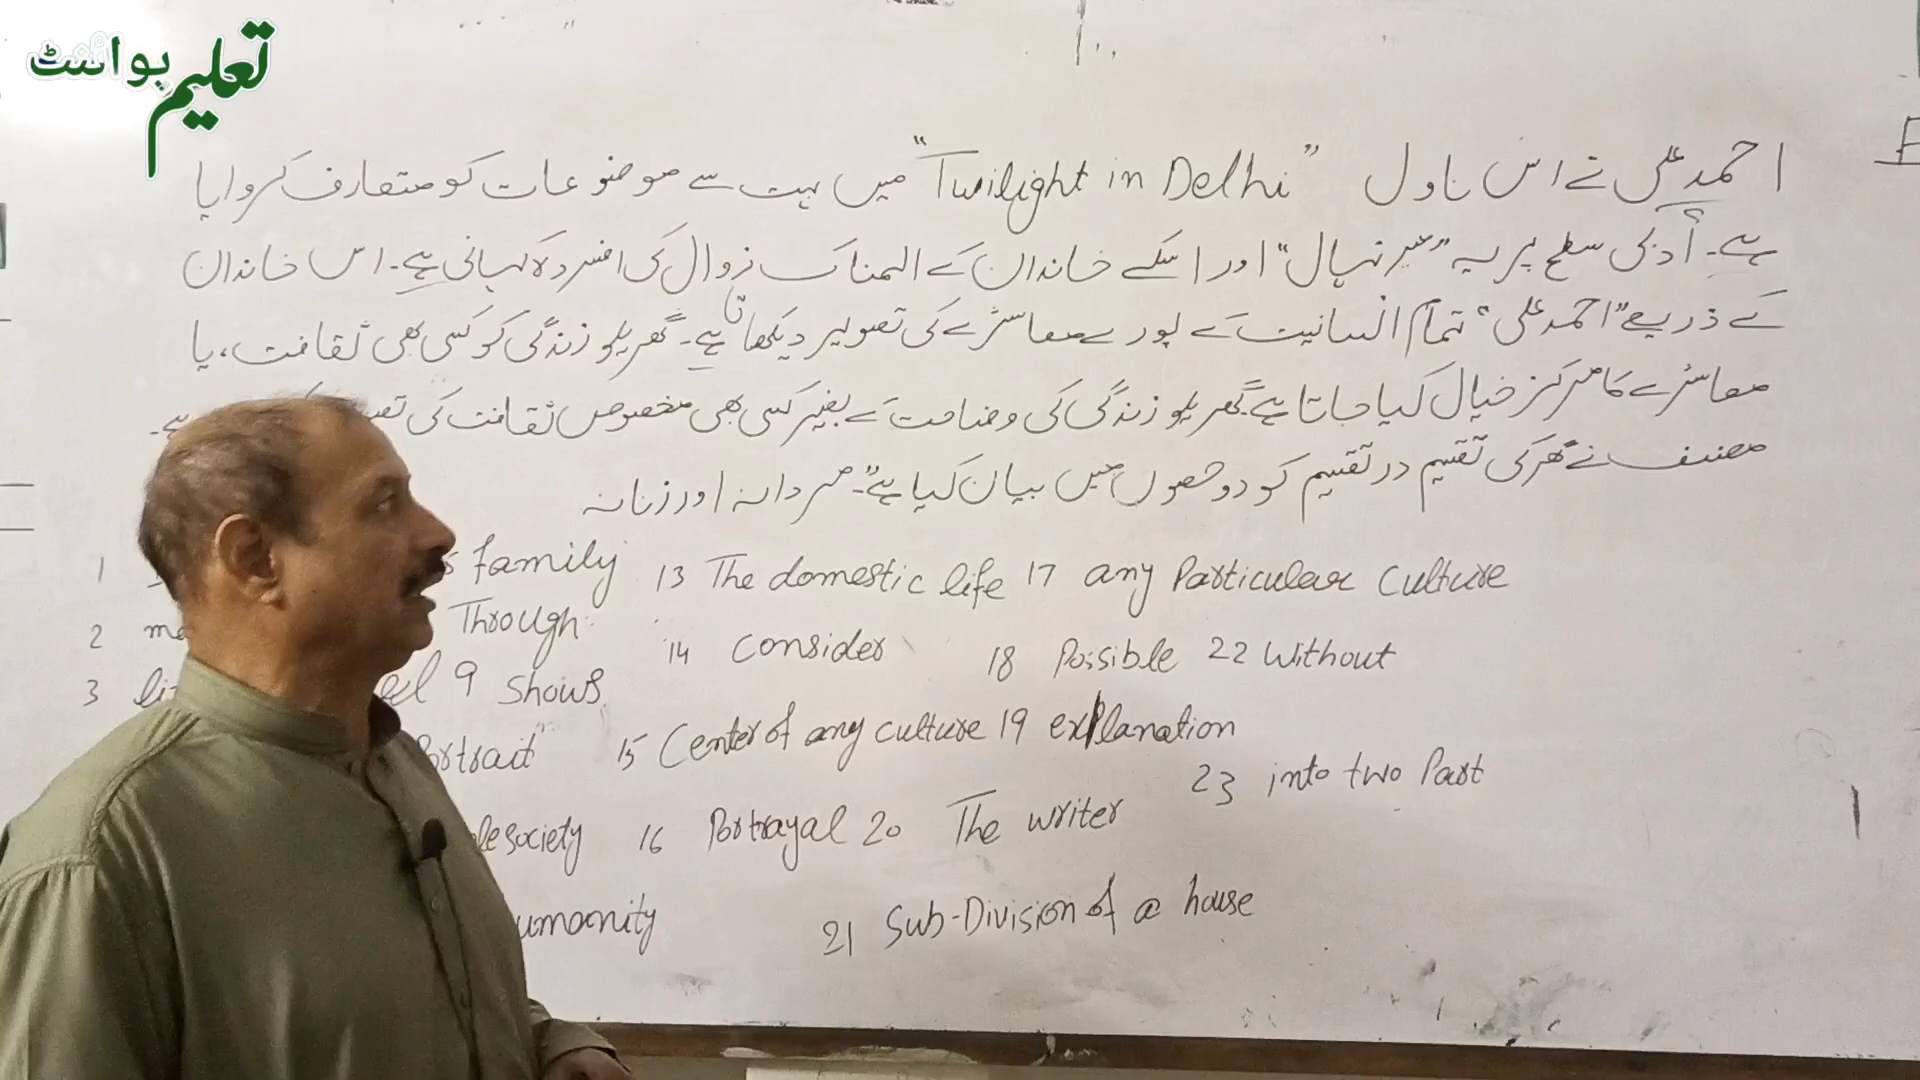 تعلیم پوائنٹ
احمد علی نے اس ناول "Twilight in Delhi" میں بہت سے موضوعات کو متعارف کروایا
ہے۔ اُدبی سطح پر یہ "میر نہال" اور اسکے خاندان کے المناک زوال کی افسردہ کہانی ہے۔ اس خاندان
کے ذریعے "احمد علی" تمام انسانیت کے پورے معاشرے کی تصویر دیکھاتا ہے۔ گھریلو زندگی کو کسی بھی ثقافت، یا
معاشرے کا مرکز خیال کیا جاتا ہے۔ گھریلو زندگی کی وضاحت کے بغیر کسی بھی مخصوص ثقافت کی ہے۔
مصنف نے گھر کی تقسیم در تقسیم کو دو حصوں میں بیان کیا ہے"۔ مردانہ اور زنانہ
1 family 13 The domestic life 17 any Particular Culture
2 Through 14 Consider 18 Possible 22 Without
3 9 Shows
15 Center of any culture 19 explanation
23 into two Part
society 16 Portrayal 20 The writer
21 Sub-Division of a house